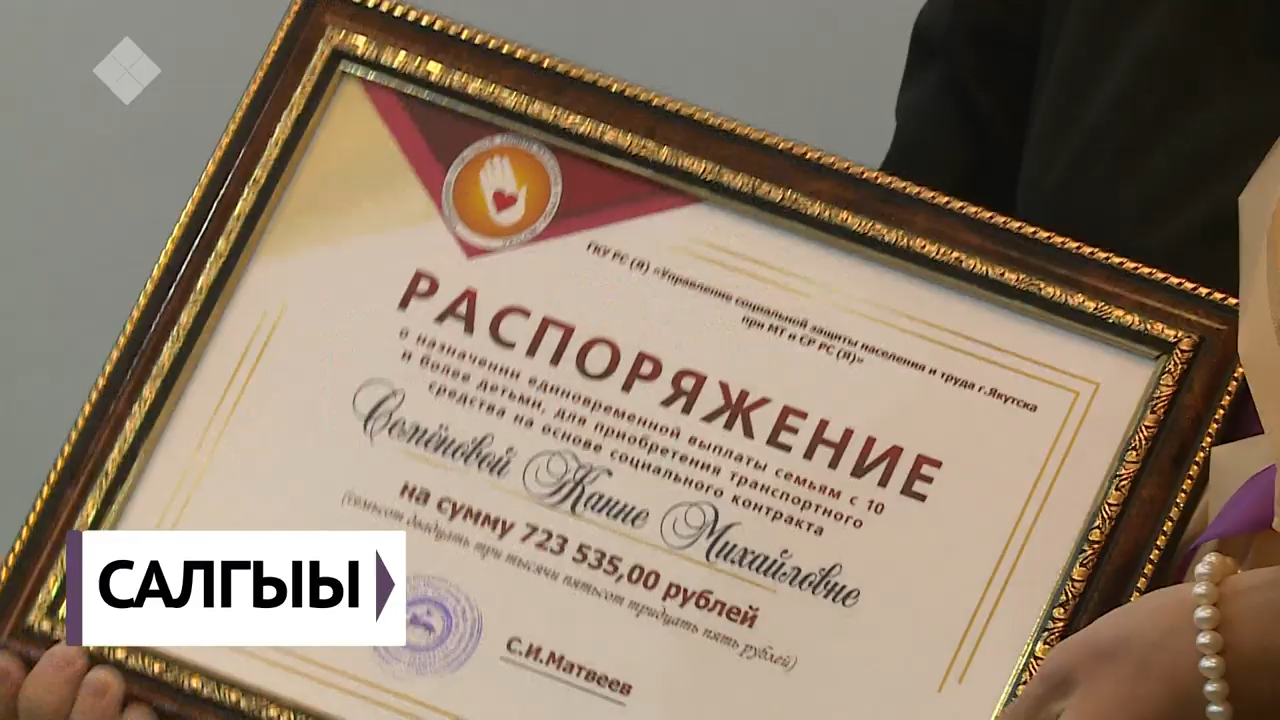 ГКУ РС (Я) «Управление социальной защиты населения и труда г.Якутска
при МТ и СР РС (Я)»
РАСПОРЯЖЕНИЕ
о назначении единовременной выплаты семьям с 10
и более детьми, для приобретения транспортного
средства на основе социального контракта
Семёновой Жанне Михайловне
на сумму 723 535,00 рублей
(семьсот двадцать три тысячи пятьсот тридцать пять рублей)
С.И.Матвеев
САЛГЫЫ